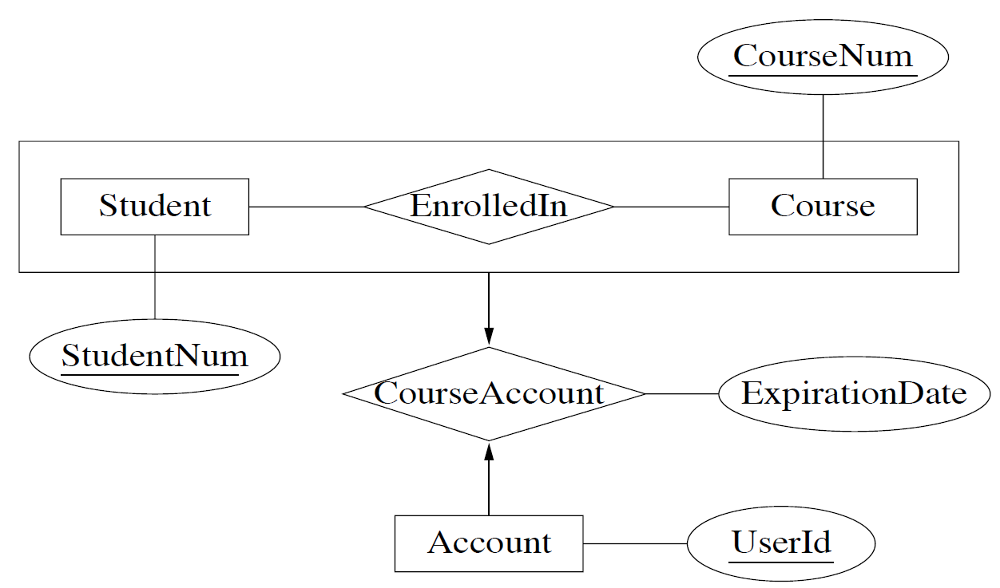 CourseNum
Student
EnrolledIn
Course
StudentNum
CourseAccount
ExpirationDate
Account
UserId